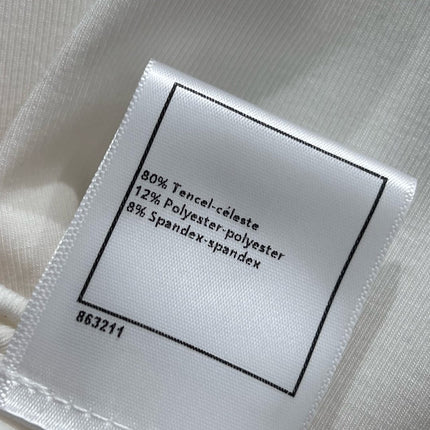 80% Tencel-céleste
12% Polyester-polyester
8% Spandex-spandex
863211